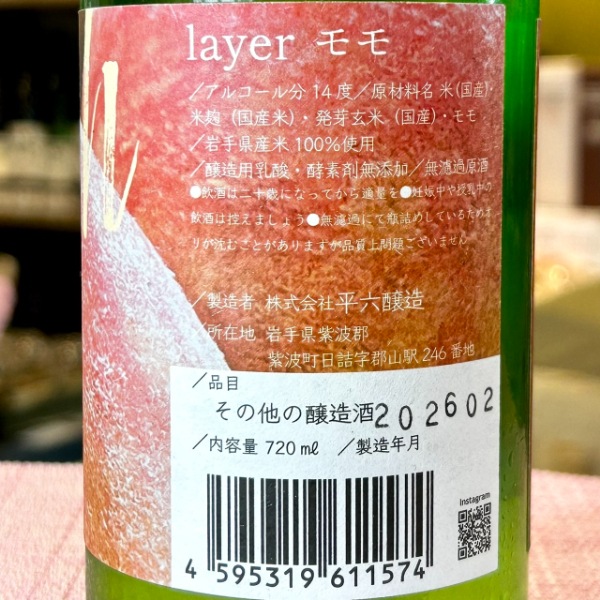 layer モモ
／アルコール分 14 度／原材料名 米(国産)・
米麹（国産米）・発芽玄米（国産）・モモ
／岩手県産米 100%使用
／醸造用乳酸・酵素剤無添加／無濾過原酒
●飲酒は二十歳になってから適量を●妊娠中や授乳中の
飲酒は控えましょう●無濾過にて瓶詰めしているためオ
リが沈むことがありますが品質上問題ございません
／製造者 株式会社平六醸造
／所在地 岩手県紫波郡
紫波町日詰字郡山駅 246 番地
／品目
その他の醸造酒 202602
／内容量 720 ㎖ ／製造年月
Instagram
4 595319 611574